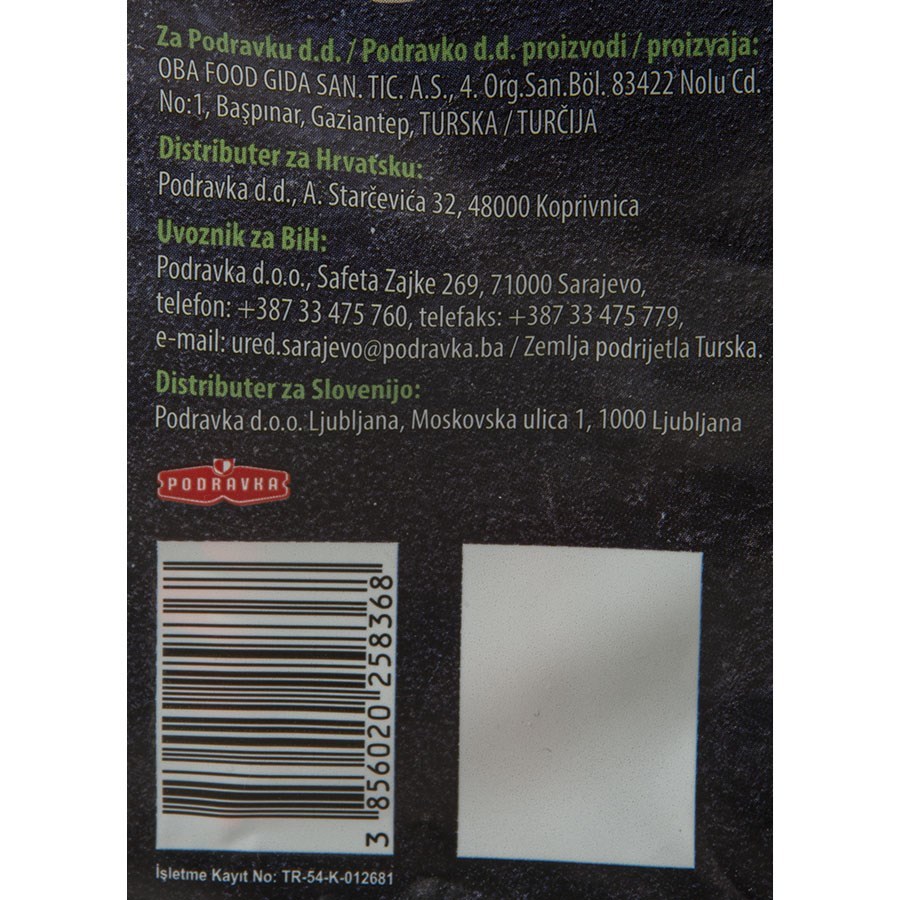 Za Podravku d.d. / Podravko d.d. proizvodi / proizvaja:
OBA FOOD GIDA SAN. TIC. A.S., 4. Org.San.Böl. 83422 Nolu Cd.
No:1, Başpınar, Gaziantep, TURSKA / TURČIJA
Distributer za Hrvatsku:
Podravka d.d., A. Starčevića 32, 48000 Koprivnica
Uvoznik za BiH:
Podravka d.o.o., Safeta Zajke 269, 71000 Sarajevo,
telefon: +387 33 475 760, telefaks: +387 33 475 779,
e-mail: ured.sarajevo@podravka.ba / Zemlja podrijetla Turska.
Distributer za Slovenijo:
Podravka d.o.o. Ljubljana, Moskovska ulica 1, 1000 Ljubljana
PODRAVKA
3 856020 258368
İşletme Kayıt No: TR-54-K-012681